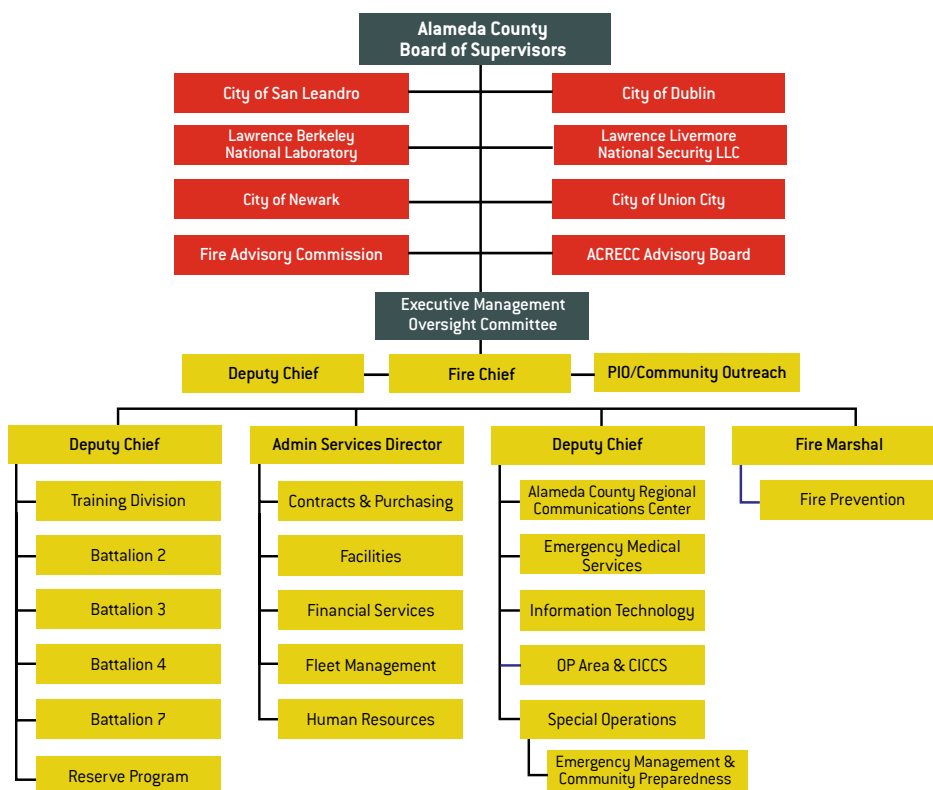 Alameda County
Board of Supervisors
City of San Leandro
City of Dublin
Lawrence Berkeley
National Laboratory
Lawrence Livermore
National Security LLC
City of Newark
City of Union City
Fire Advisory Commission
ACRECC Advisory Board
Executive Management
Oversight Committee
Deputy Chief
Fire Chief
PIO/Community Outreach
Deputy Chief
Training Division
Battalion 2
Battalion 3
Battalion 4
Battalion 7
Reserve Program
Admin Services Director
Contracts & Purchasing
Facilities
Financial Services
Fleet Management
Human Resources
Deputy Chief
Alameda County Regional
Communications Center
Emergency Medical
Services
Information Technology
OP Area & CICCS
Special Operations
Emergency Management &
Community Preparedness
Fire Marshal
Fire Prevention